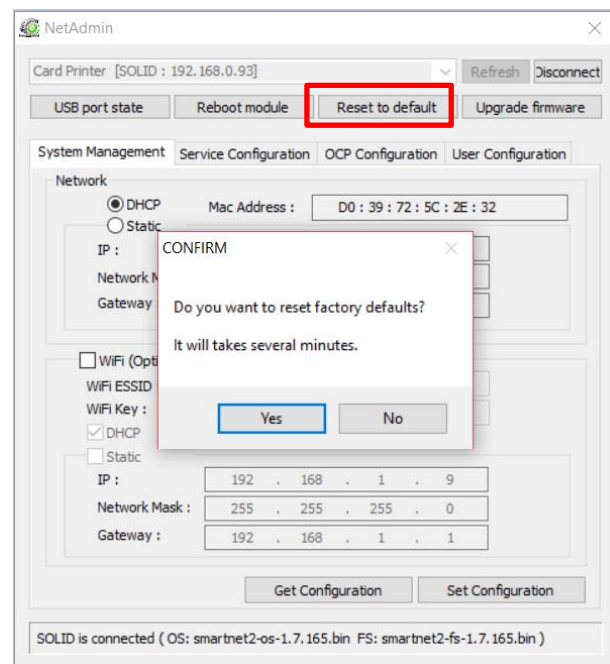 NetAdmin
Card Printer [SOLID : 192.168.0.93] Refresh Disconnect
USB port state Reboot module Reset to default Upgrade firmware
System Management Service Configuration OCP Configuration User Configuration
Network
DHCP Mac Address : D0 : 39 : 72 : 5C : 2E : 32
Static
IP :
Network M
Gateway
CONFIRM
Do you want to reset factory defaults?
It will takes several minutes.
Yes No
WiFi (Opti
WiFi ESSID
WiFi Key :
DHCP
Static
IP : 192 . 168 . 1 . 9
Network Mask : 255 . 255 . 255 . 0
Gateway : 192 . 168 . 1 . 1
Get Configuration Set Configuration
SOLID is connected ( OS: smartnet2-os-1.7.165.bin FS: smartnet2-fs-1.7.165.bin )